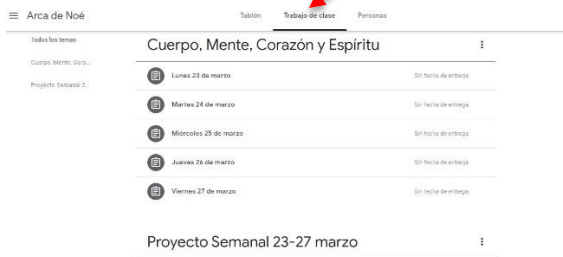 Arca de Noé
Tablón Trabajo de clase Personas
Todos los temas
Cuerpo, Mente, Cora...
Proyecto Semanal 2...
Cuerpo, Mente, Corazón y Espíritu
Lunes 23 de marzo Sin fecha de entrega
Martes 24 de marzo Sin fecha de entrega
Miércoles 25 de marzo Sin fecha de entrega
Jueves 26 de marzo Sin fecha de entrega
Viernes 27 de marzo Sin fecha de entrega
Proyecto Semanal 23-27 marzo